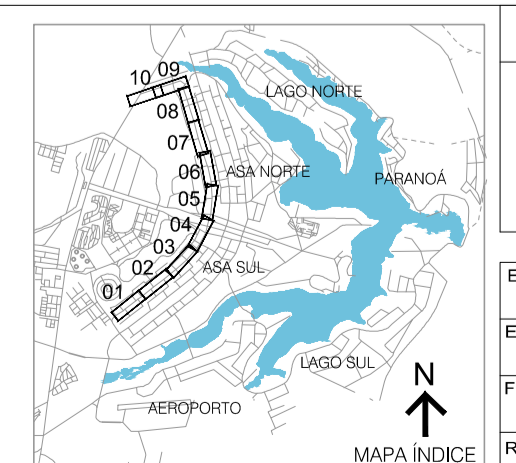 09
10
LAGO NORTE
08
07
ASA NORTE
06
PARANOÁ
05
04
03
ASA SUL
02
01
LAGO SUL
N
AEROPORTO
MAPA ÍNDICE
E
E
F
R